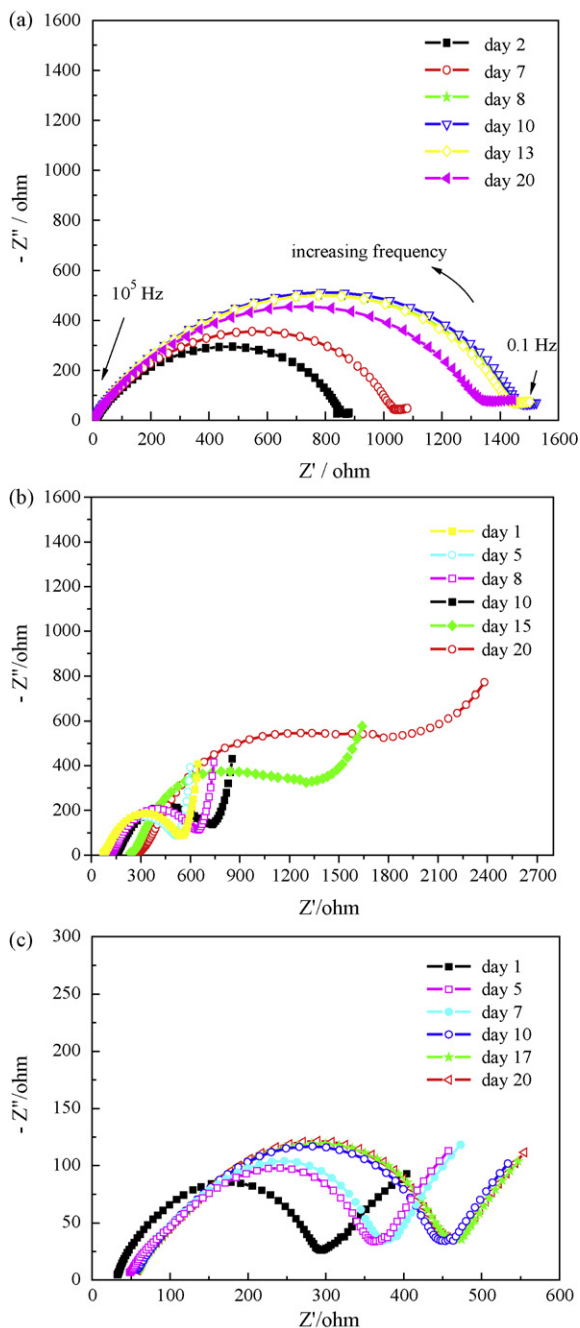 (a)
1600
1400
1200
1000
800
600
400
200
0
- Z'' / ohm
day 2
day 7
day 8
day 10
day 13
day 20
increasing frequency
10⁵ Hz
0.1 Hz
200 400 600 800 1000 1200 1400 1600
Z' / ohm
(b)
1600
1400
1200
1000
800
600
400
200
0
- Z''/ohm
day 1
day 5
day 8
day 10
day 15
day 20
0 300 600 900 1200 1500 1800 2100 2400 2700
Z'/ohm
(c)
300
250
200
150
100
50
0
- Z''/ohm
day 1
day 5
day 7
day 10
day 17
day 20
0 100 200 300 400 500 600
Z'/ohm